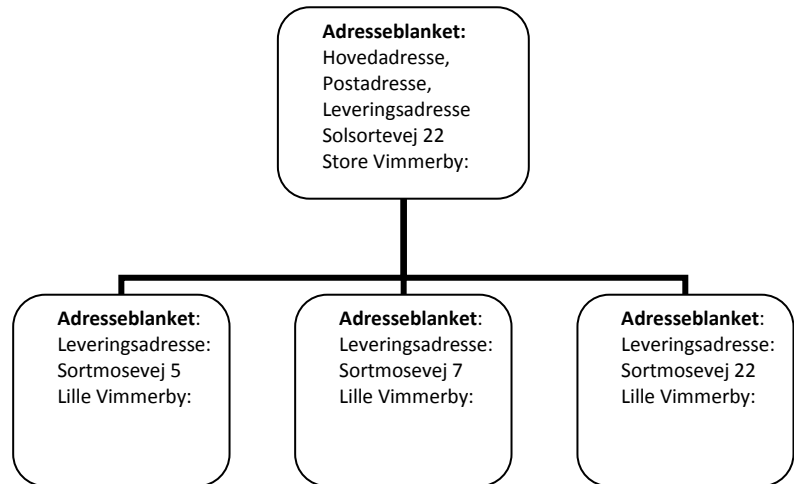 Adresseblanket:
Hovedadresse,
Postadresse,
Leveringsadresse
Solsortevej 22
Store Vimmerby:
Adresseblanket:
Leveringsadresse:
Sortmosevej 5
Lille Vimmerby:
Adresseblanket:
Leveringsadresse:
Sortmosevej 7
Lille Vimmerby:
Adresseblanket:
Leveringsadresse:
Sortmosevej 22
Lille Vimmerby: